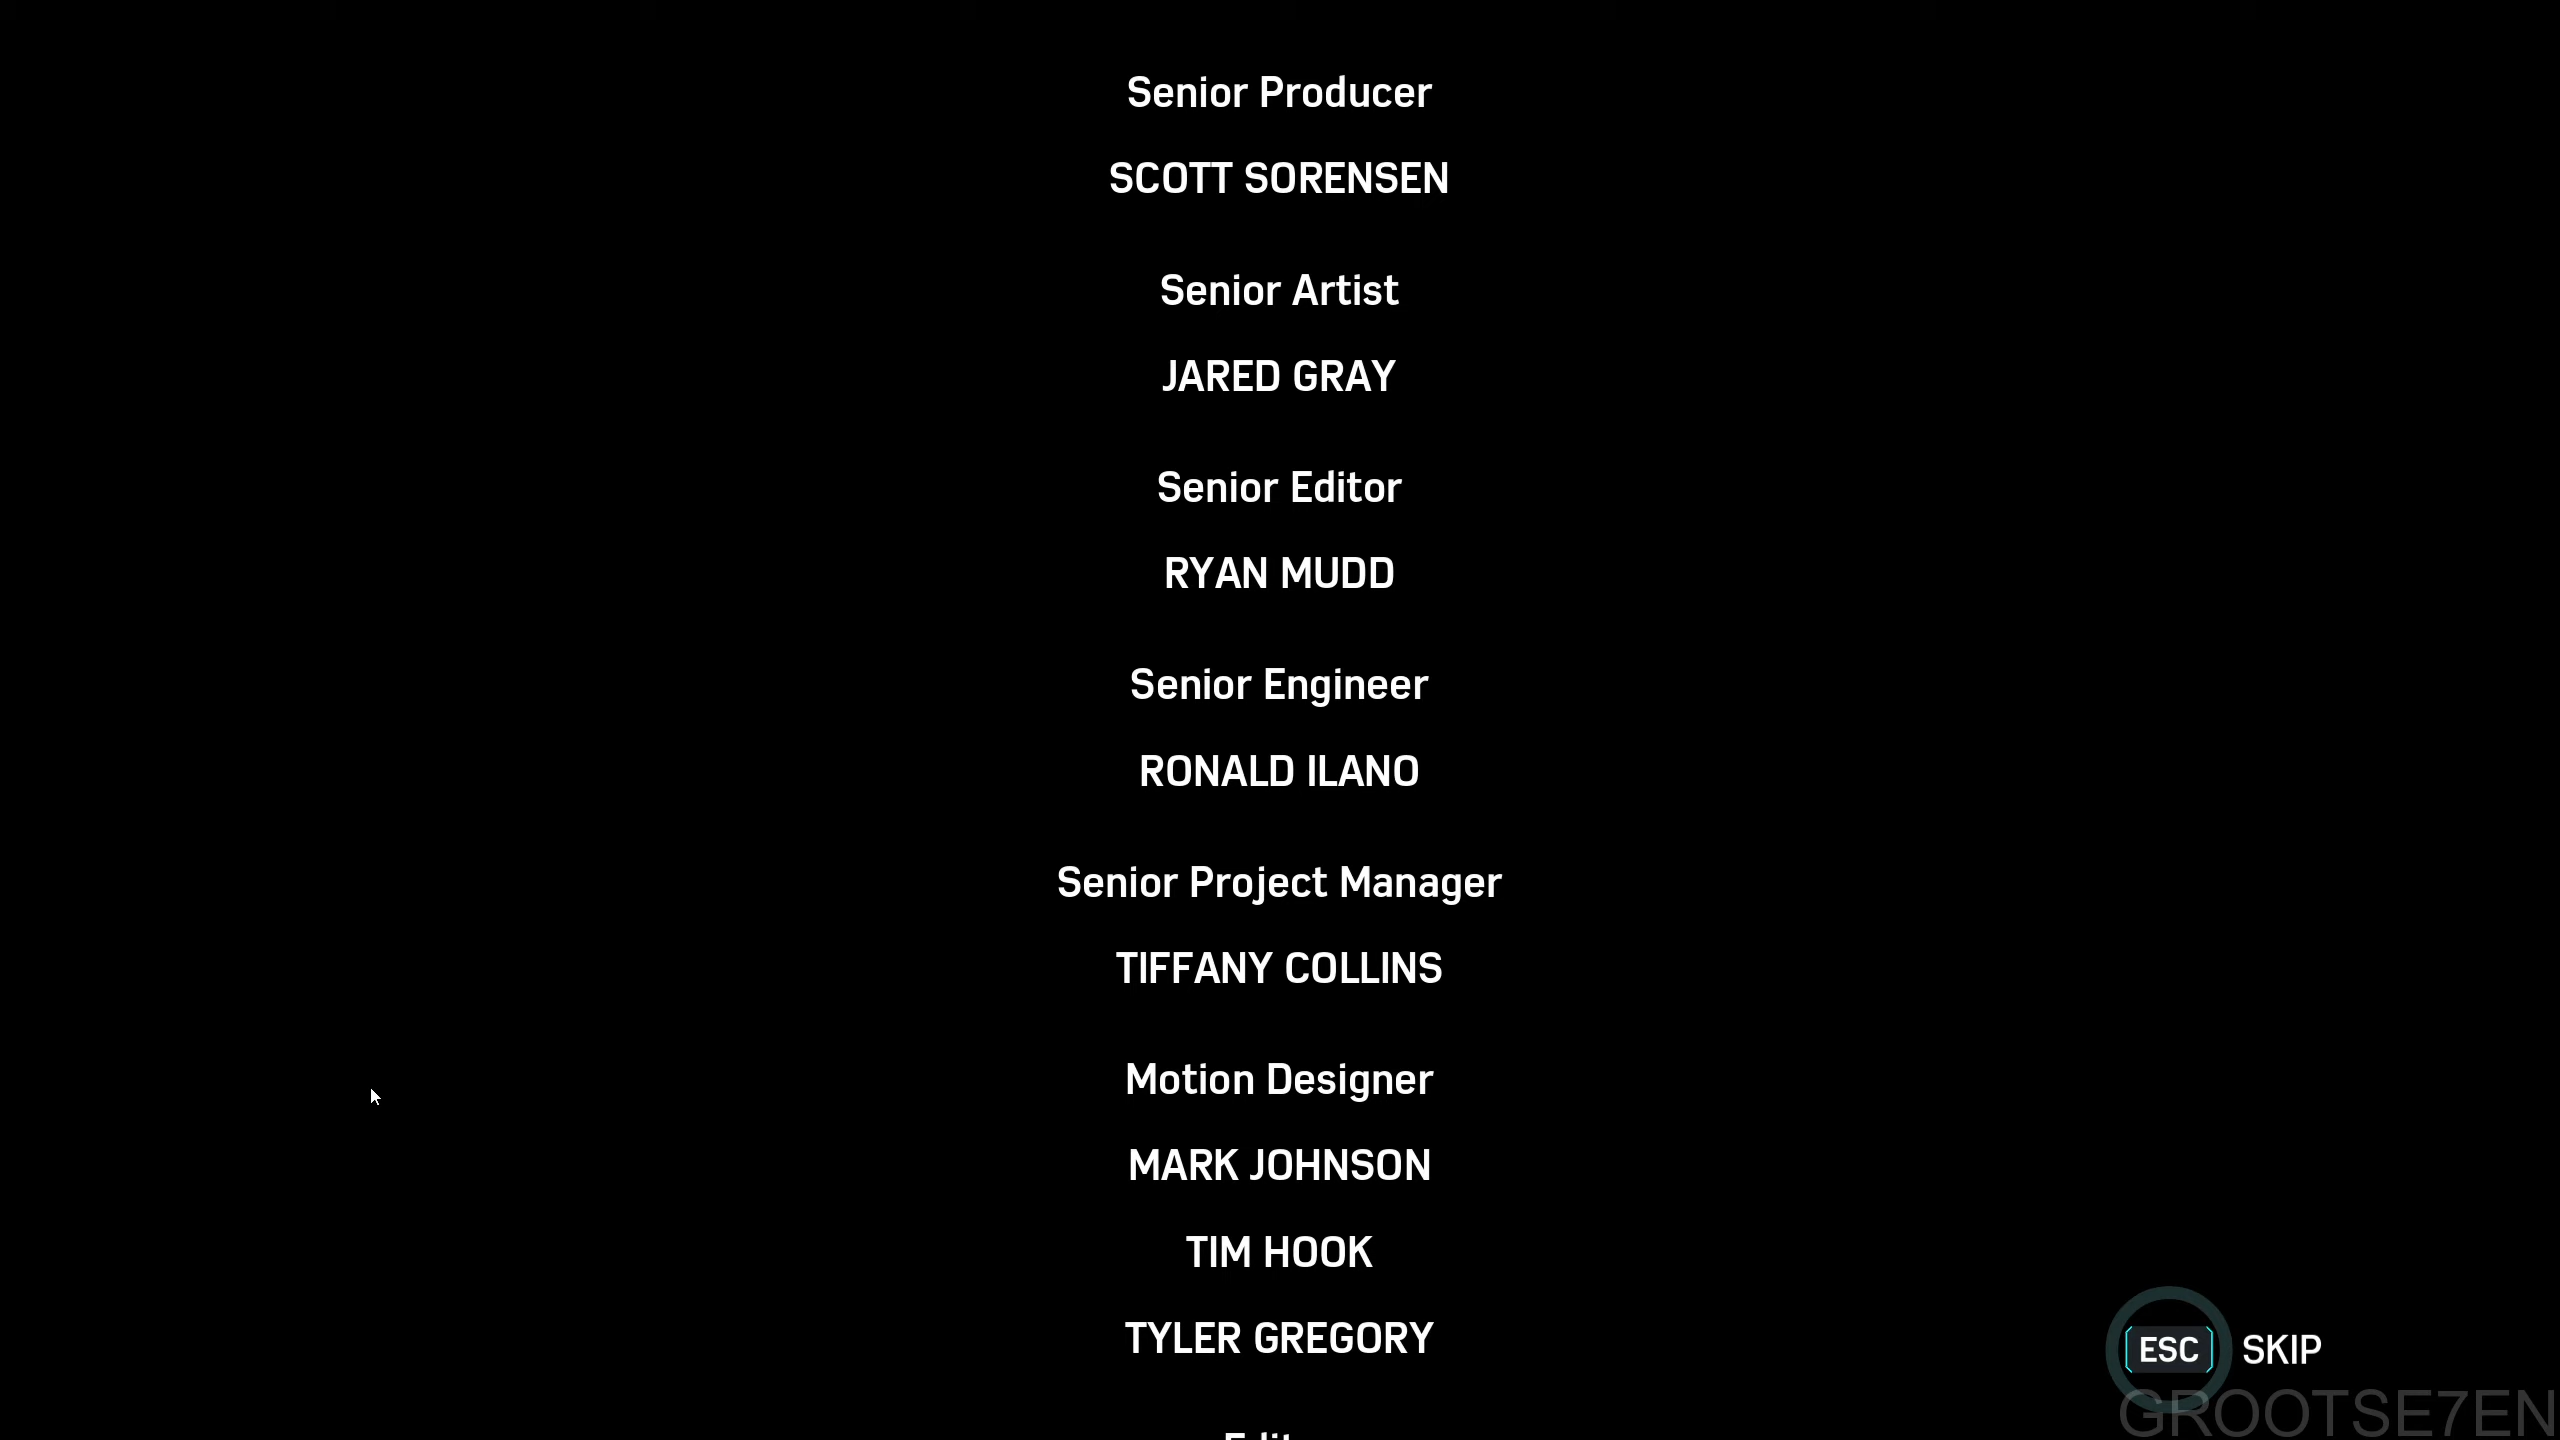 Senior Producer
SCOTT SORENSEN
Senior Artist
JARED GRAY
Senior Editor
RYAN MUDD
Senior Engineer
RONALD ILANO
Senior Project Manager
TIFFANY COLLINS
Motion Designer
MARK JOHNSON
TIM HOOK
TYLER GREGORY
ESC SKIP
GROOTSE7EN